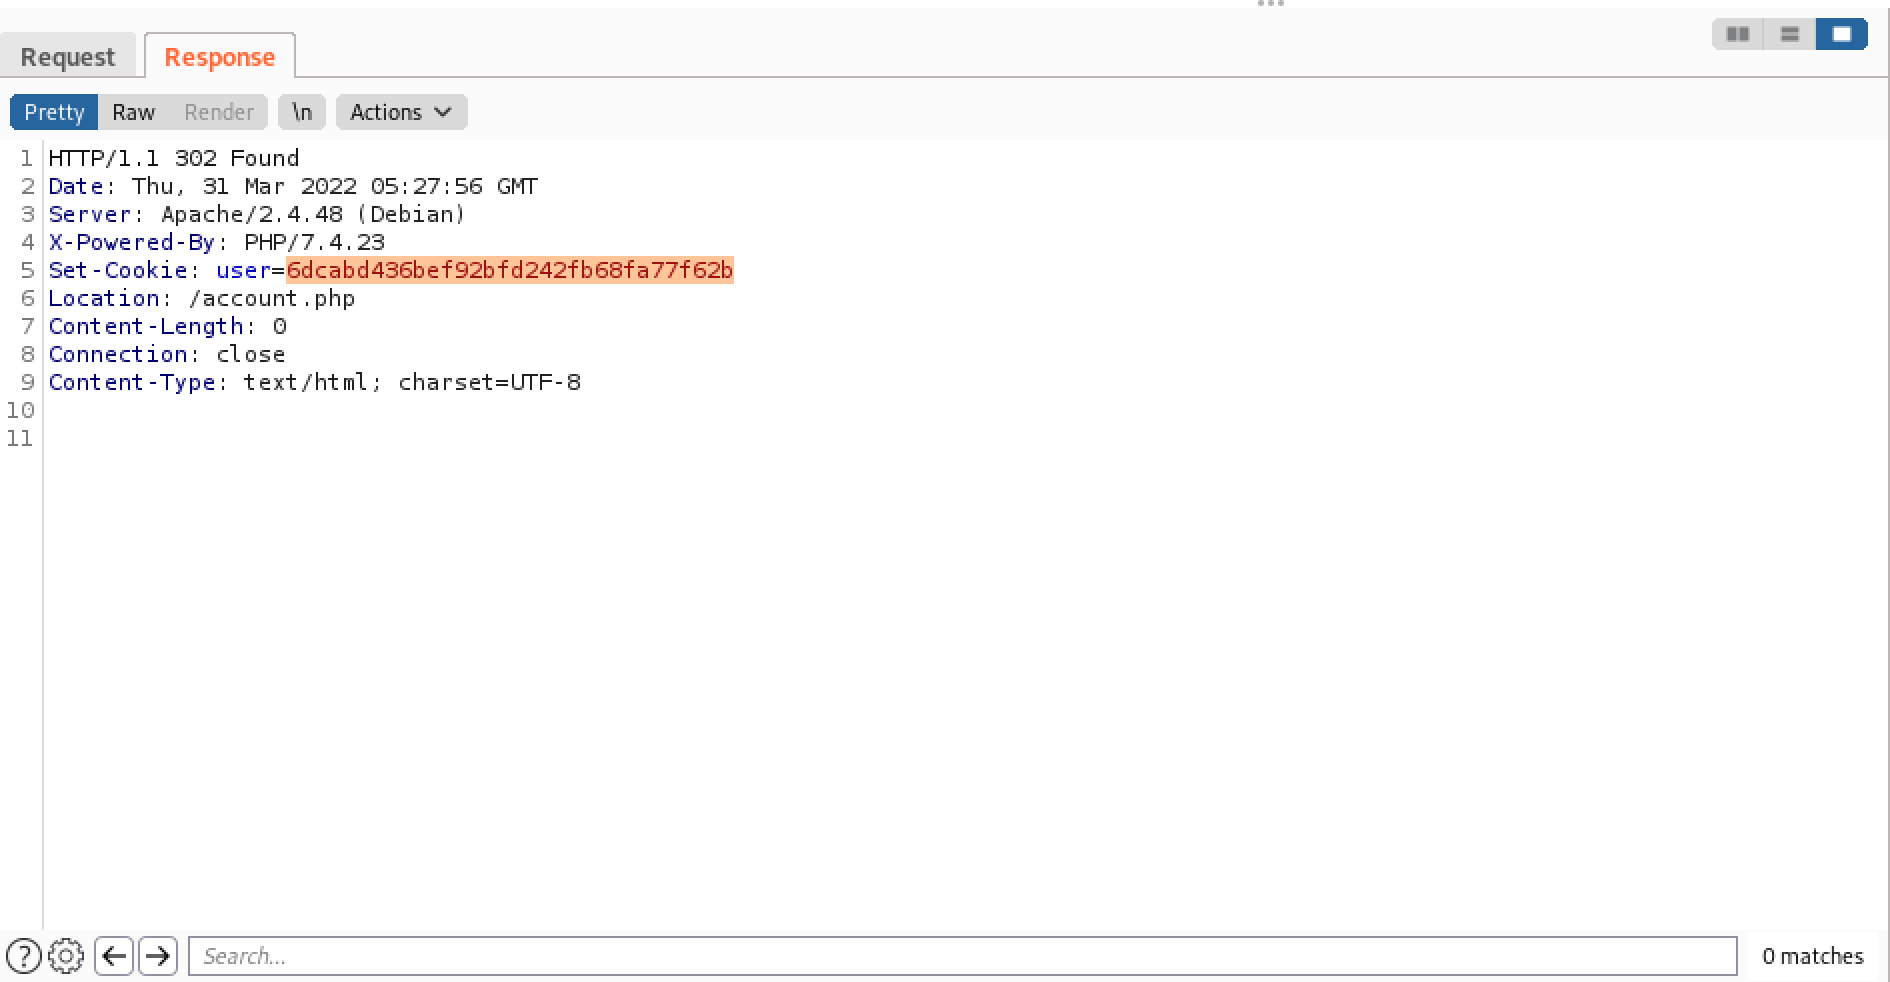 Request Response
Pretty Raw Render \n Actions
1 HTTP/1.1 302 Found
2 Date: Thu, 31 Mar 2022 05:27:56 GMT
3 Server: Apache/2.4.48 (Debian)
4 X-Powered-By: PHP/7.4.23
5 Set-Cookie: user=6dcabd436bef92bfd242fb68fa77f62b
6 Location: /account.php
7 Content-Length: 0
8 Connection: close
9 Content-Type: text/html; charset=UTF-8
10
11
? Search... 0 matches